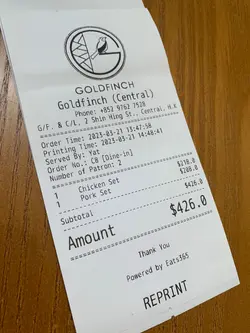 GOLDFINCH
Goldfinch (Central)
Phone: +852 9762 7528
G/F. & C/L. 2 Shin Hing St., Central, H.K
Order Time: 2023-03-21 13:47:58
Printing Time: 2023-03-21 14:40:41
Served By: Yat
Order No.: C8 [Dine-in]
Number of Patron: 2
1 Chicken Set $218.0
1 Pork Set $208.0
Subtotal $426.0
Amount $426.0
Thank You
Powered by Eats365
REPRINT